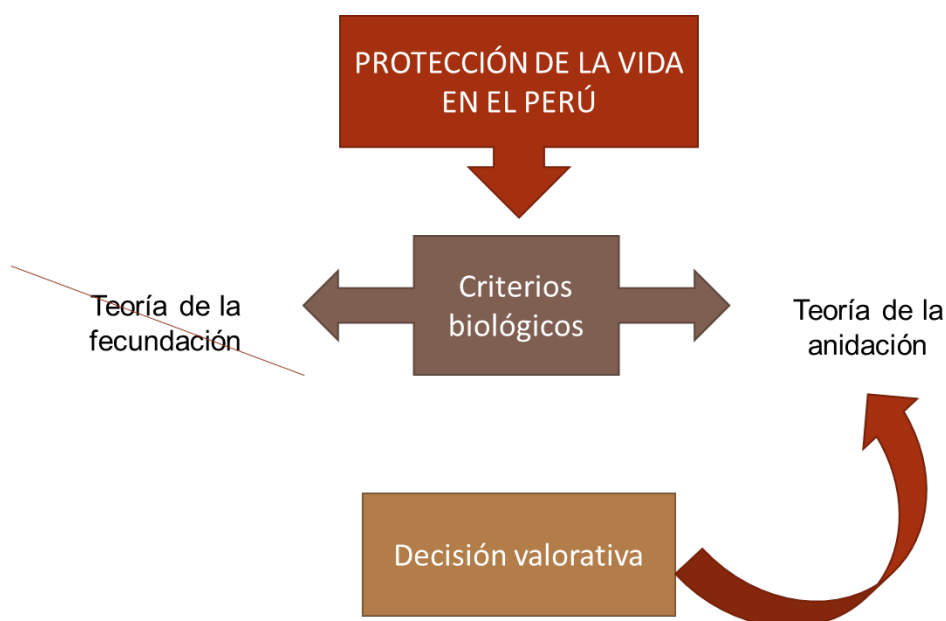 PROTECCIÓN DE LA VIDA
EN EL PERÚ
Criterios
biológicos
Teoría de la
fecundación
Teoría de la
anidación
Decisión valorativa